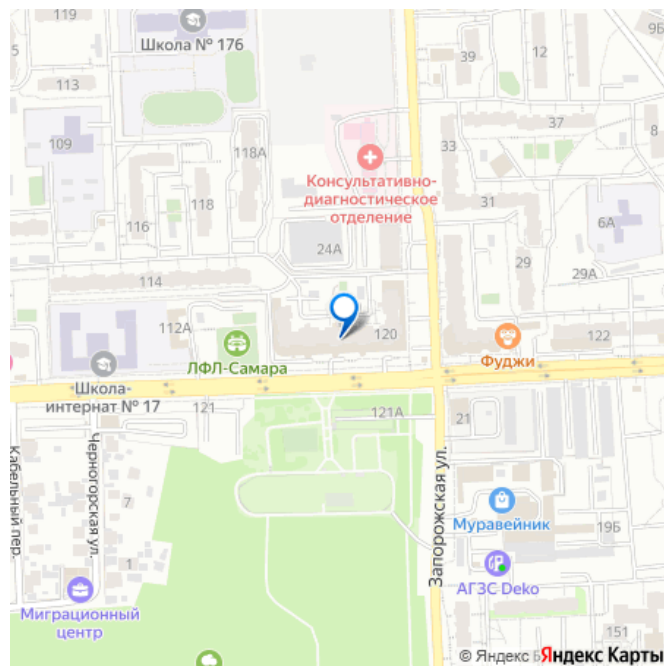 Школа № 176
39
12
9Б
113
37
8
109
33
118А
Консультативно-
диагностическое
отделение
118
31
116
6А
24А
29
29А
114
112А
120
122
ЛФЛ-Самара
Фуджи
Школа-
интернат № 17
121
121А
21
Кабельный пер.
Черногорская ул.
Запорожская ул.
7
Муравейник
19Б
1
АГЗС Deko
Миграционный
центр
151
© Яндекс
Яндекс Карты